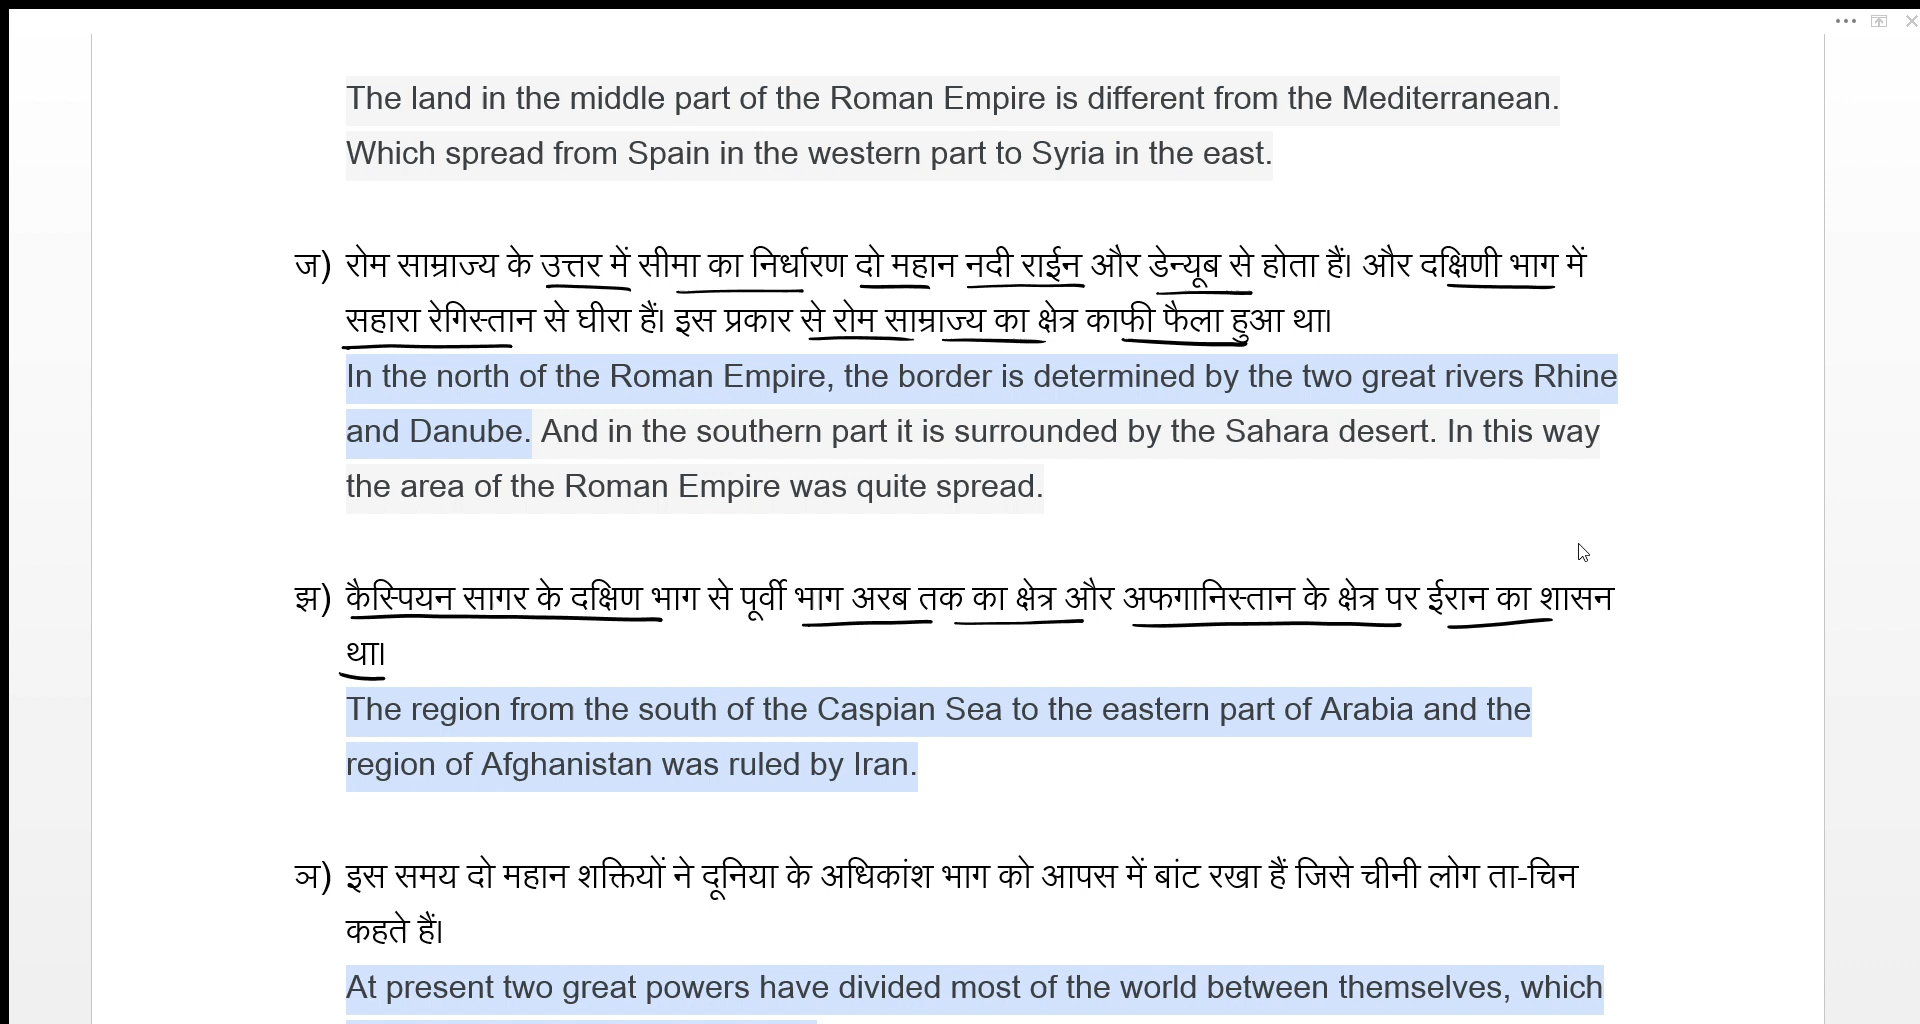 The land in the middle part of the Roman Empire is different from the Mediterranean.
Which spread from Spain in the western part to Syria in the east.
ज) रोम साम्राज्य के उत्तर में सीमा का निर्धारण दो महान नदी राईन और डेन्यूब से होता हैं। और दक्षिणी भाग में
सहारा रेगिस्तान से घीरा हैं। इस प्रकार से रोम साम्राज्य का क्षेत्र काफी फैला हुआ था।
In the north of the Roman Empire, the border is determined by the two great rivers Rhine
and Danube. And in the southern part it is surrounded by the Sahara desert. In this way
the area of the Roman Empire was quite spread.
झ) कैस्पियन सागर के दक्षिण भाग से पूर्वी भाग अरब तक का क्षेत्र और अफगानिस्तान के क्षेत्र पर ईरान का शासन
था।
The region from the south of the Caspian Sea to the eastern part of Arabia and the
region of Afghanistan was ruled by Iran.
ञ) इस समय दो महान शक्तियों ने दूनिया के अधिकांश भाग को आपस में बांट रखा हैं जिसे चीनी लोग ता-चिन
कहते हैं।
At present two great powers have divided most of the world between themselves, which